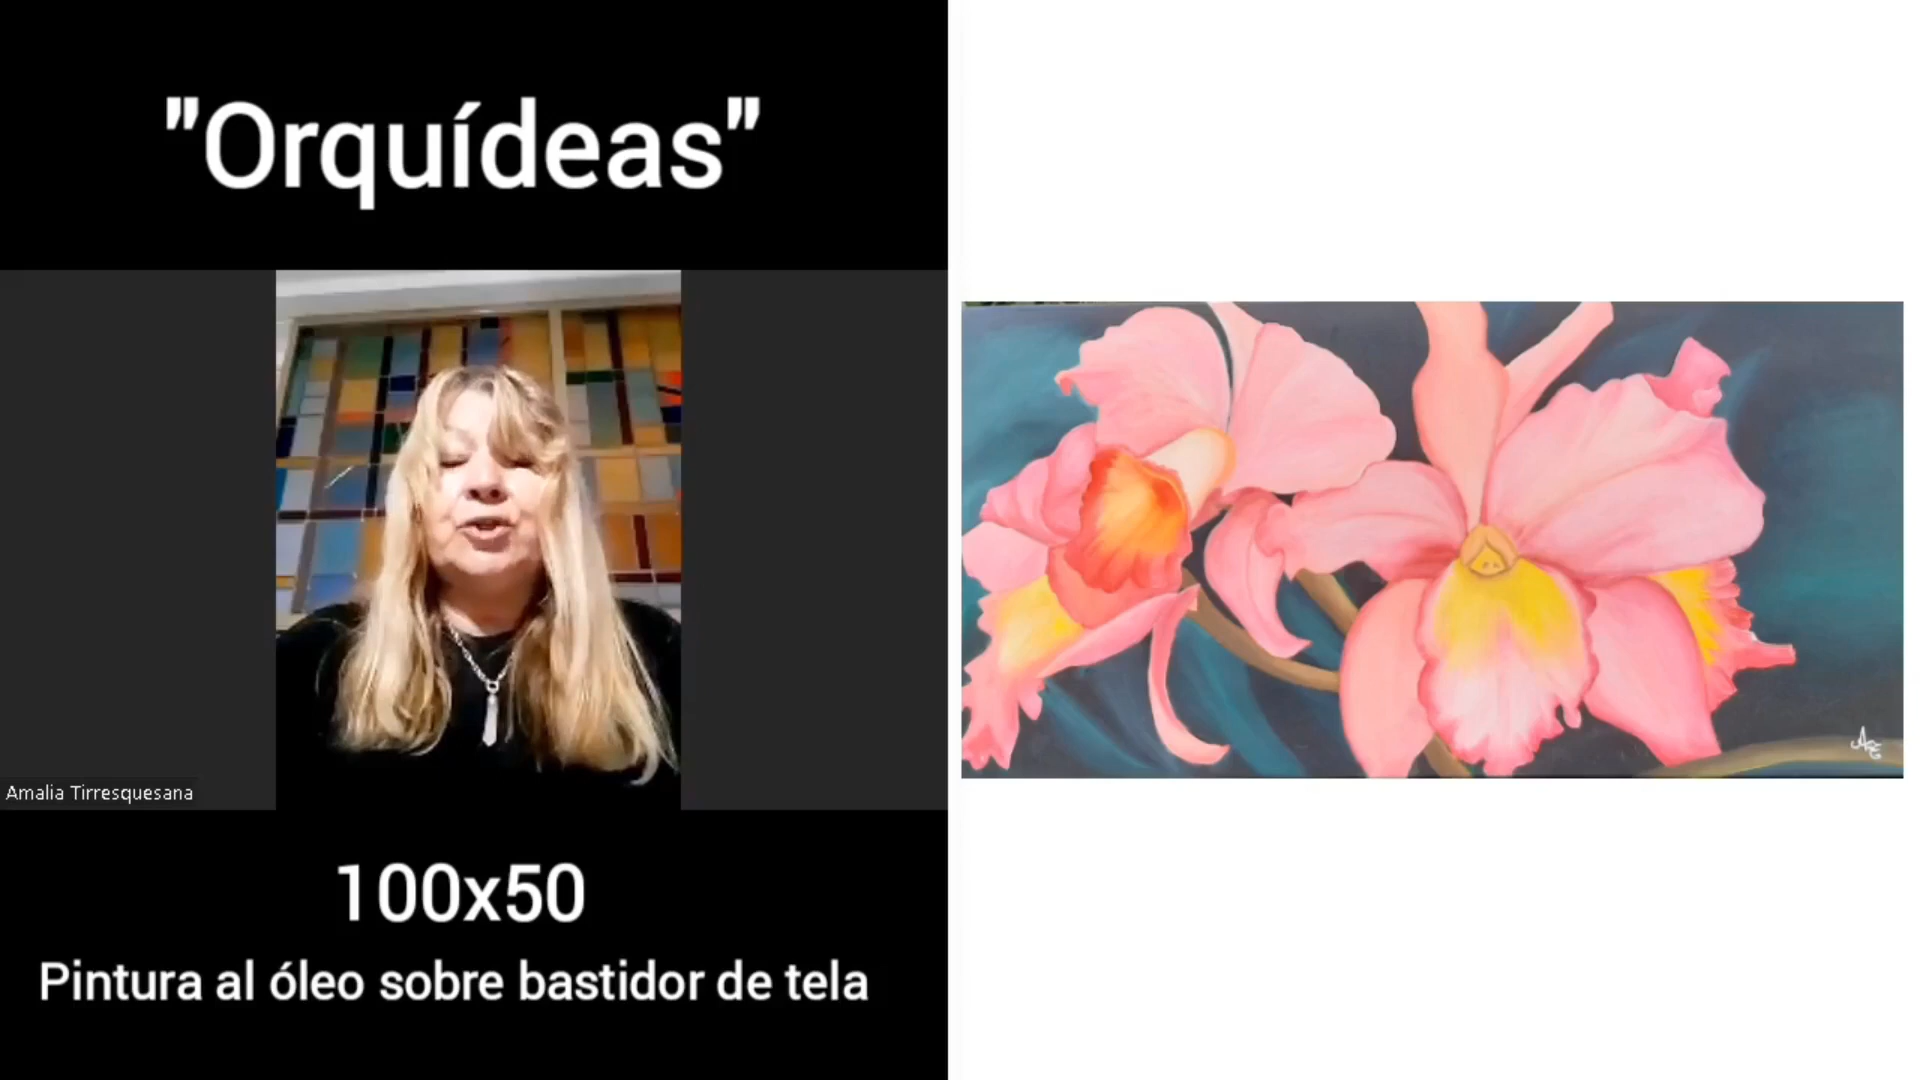 "Orquídeas"
Amalia Tirresquesana
100x50
Pintura al óleo sobre bastidor de tela